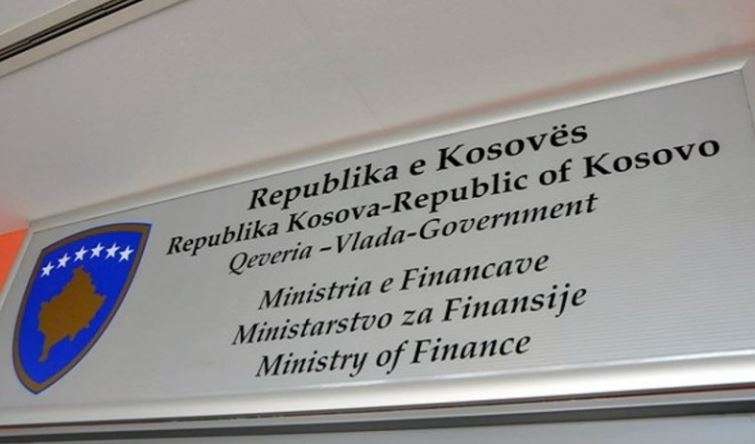 Republika e Kosovës
Republika Kosova-Republic of Kosovo
Qeveria –Vlada-Government
Ministria e Financave
Ministarstvo za Finansije
Ministry of Finance